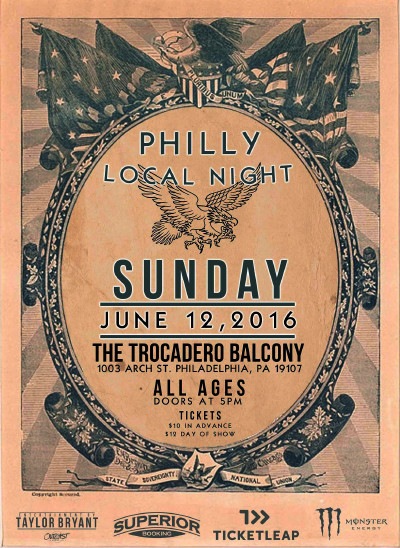 UNUM
PHILLY
LOCAL NIGHT
SUNDAY
JUNE 12, 2016
THE TROCADERO BALCONY
1003 ARCH ST. PHILADELPHIA, PA 19107
ALL AGES
DOORS AT 5PM
TICKETS
$10 IN ADVANCE
$12 DAY OF SHOW
STATE SOVEREIGNTY NATIONAL UNION
Copyright Secured.
TAYLOR BRYANT
SUPERIOR
BOOKING
TICKETLEAP
MONSTER
ENERGY